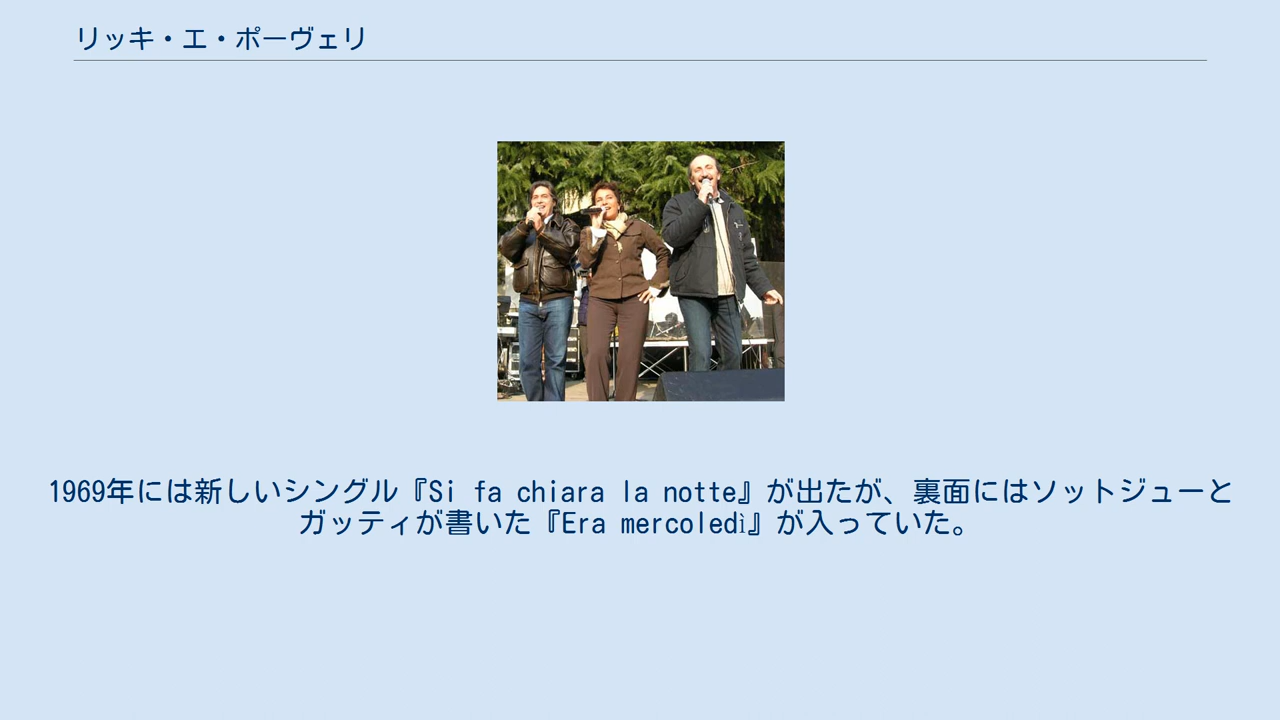 リッキ・エ・ポーヴェリ
1969年には新しいシングル『Si fa chiara la notte』が出たが、裏面にはソットジューと
ガッティが書いた『Era mercoledì』が入っていた。